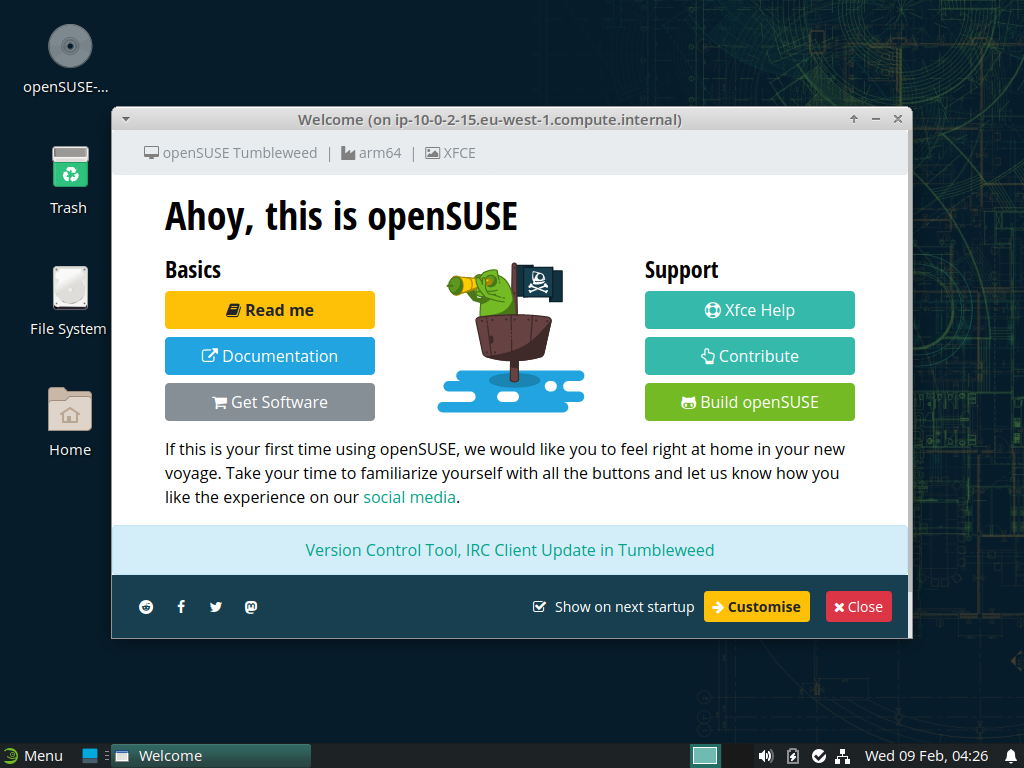 openSUSE-...
Trash
File System
Home
Welcome (on ip-10-0-2-15.eu-west-1.compute.internal)
openSUSE Tumbleweed | arm64 | XFCE
Ahoy, this is openSUSE
Basics
Read me
Documentation
Get Software
Support
Xfce Help
Contribute
Build openSUSE
If this is your first time using openSUSE, we would like you to feel right at home in your new
voyage. Take your time to familiarize yourself with all the buttons and let us know how you
like the experience on our social media.
Version Control Tool, IRC Client Update in Tumbleweed
Show on next startup
Customise
Close
Menu
Welcome
Wed 09 Feb, 04:26